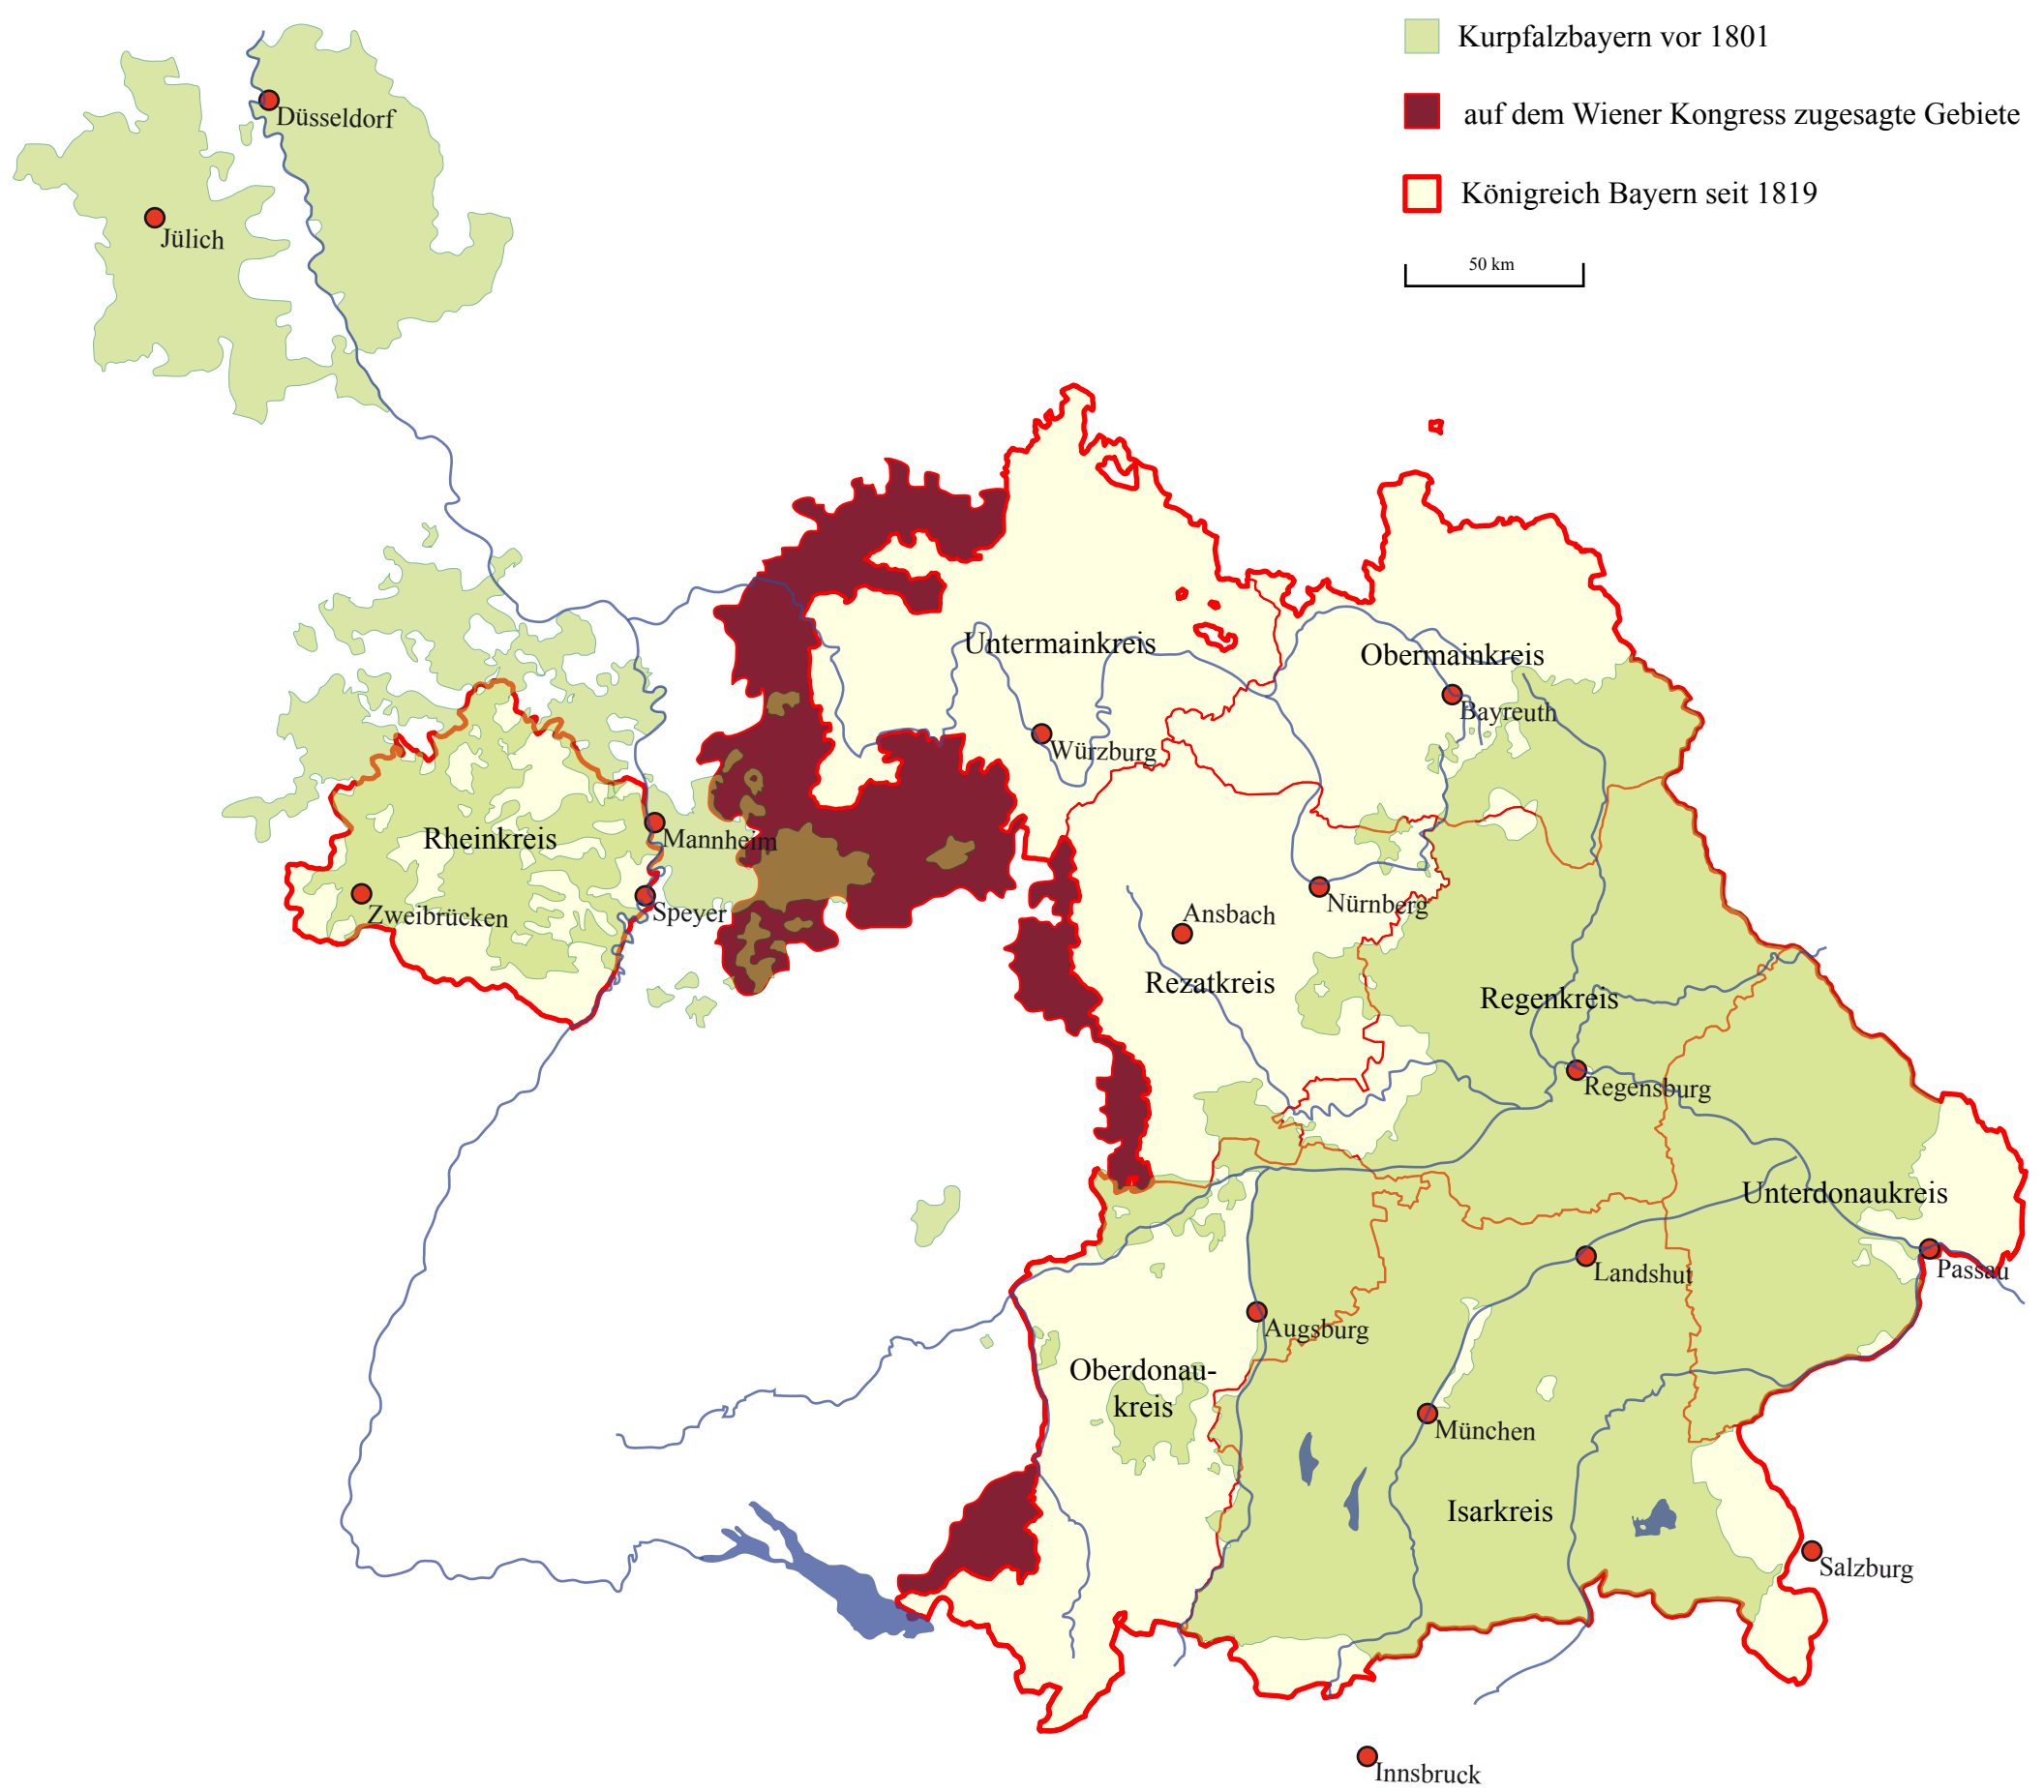 Kurpfalzbayern vor 1801
auf dem Wiener Kongress zugesagte Gebiete
Königreich Bayern seit 1819
50 km
Düsseldorf
Jülich
Untermainkreis
Obermainkreis
Bayreuth
Würzburg
Rheinkreis
Mannheim
Zweibrücken
Speyer
Nürnberg
Ansbach
Rezatkreis
Regenkreis
Regensburg
Unterdonaukreis
Passau
Landshut
Augsburg
Oberdonau-
kreis
München
Isarkreis
Salzburg
Innsbruck